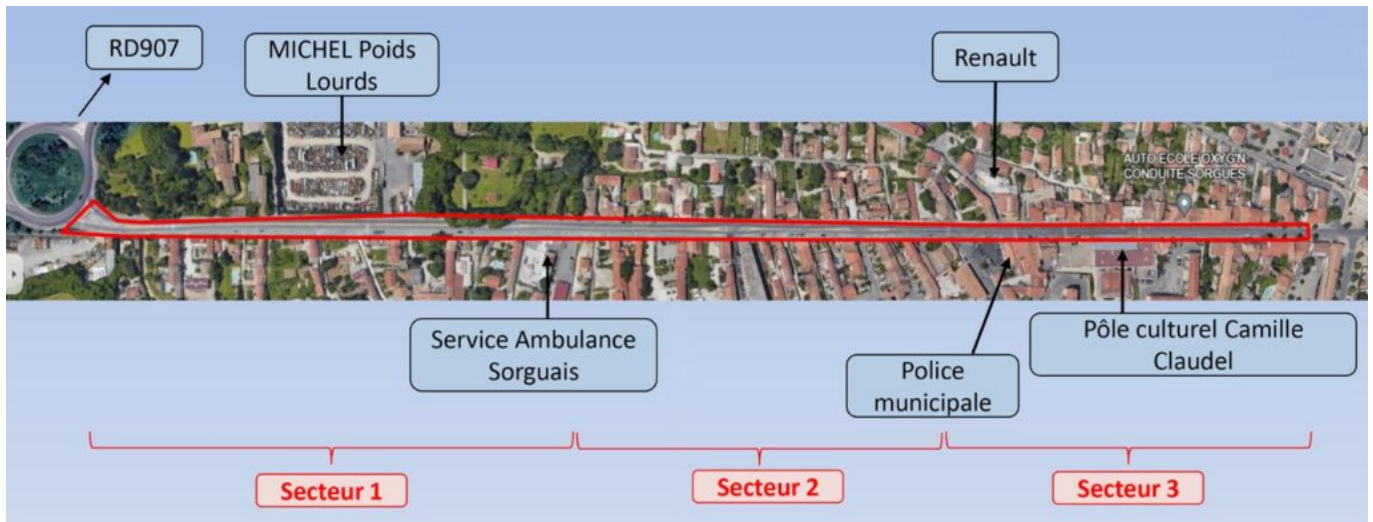 RD907
MICHEL Poids
Lourds
Renault
AUTO ECOLE OXYG'N
CONDUITE SORGUES
Service Ambulance
Sorguais
Police
municipale
Pôle culturel Camille
Claudel
Secteur 1
Secteur 2
Secteur 3